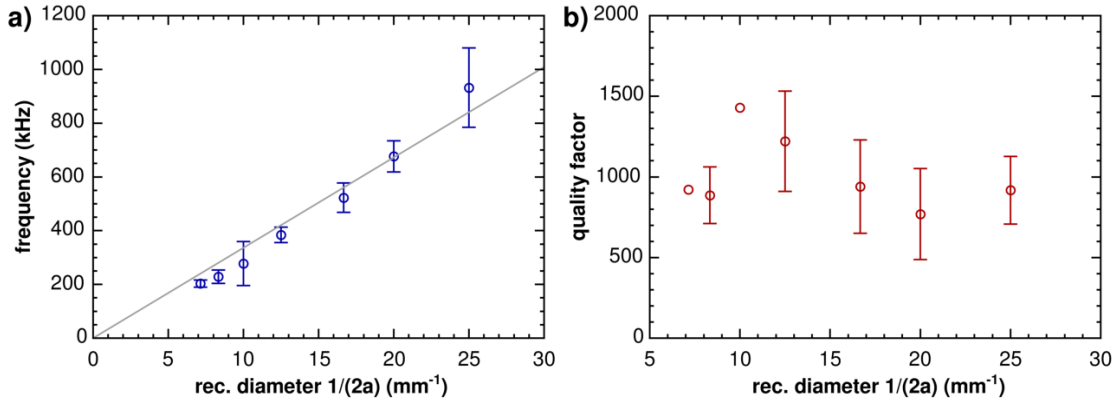 a)
frequency (kHz)
1200
1000
800
600
400
200
0
0 5 10 15 20 25 30
rec. diameter 1/(2a) (mm⁻¹)
b)
quality factor
2000
1500
1000
500
0
5 10 15 20 25 30
rec. diameter 1/(2a) (mm⁻¹)